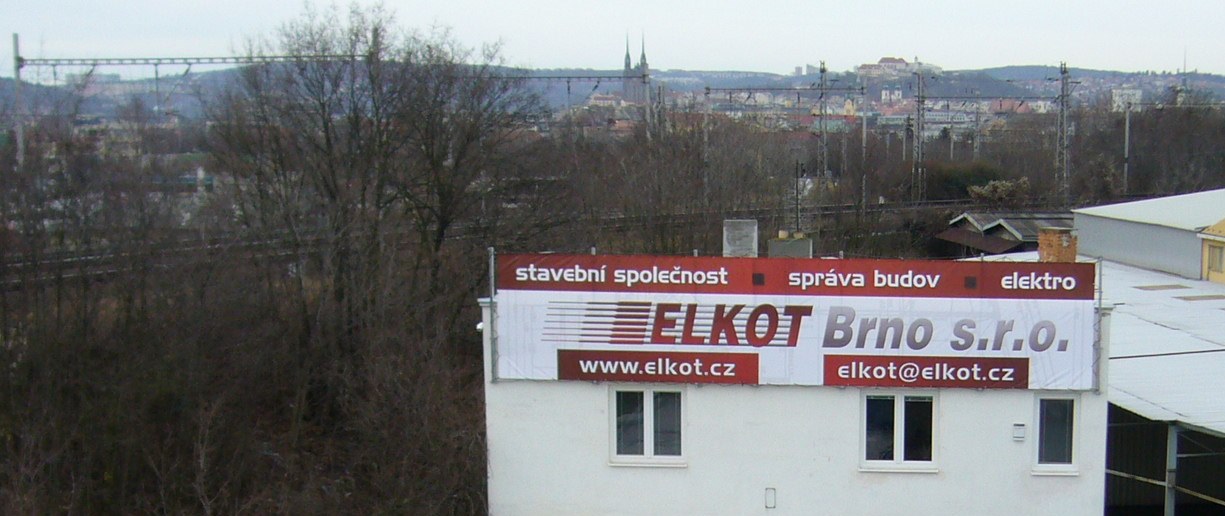 stavební společnost ■ správa budov ■ elektro
ELKOT Brno s.r.o.
www.elkot.cz elkot@elkot.cz